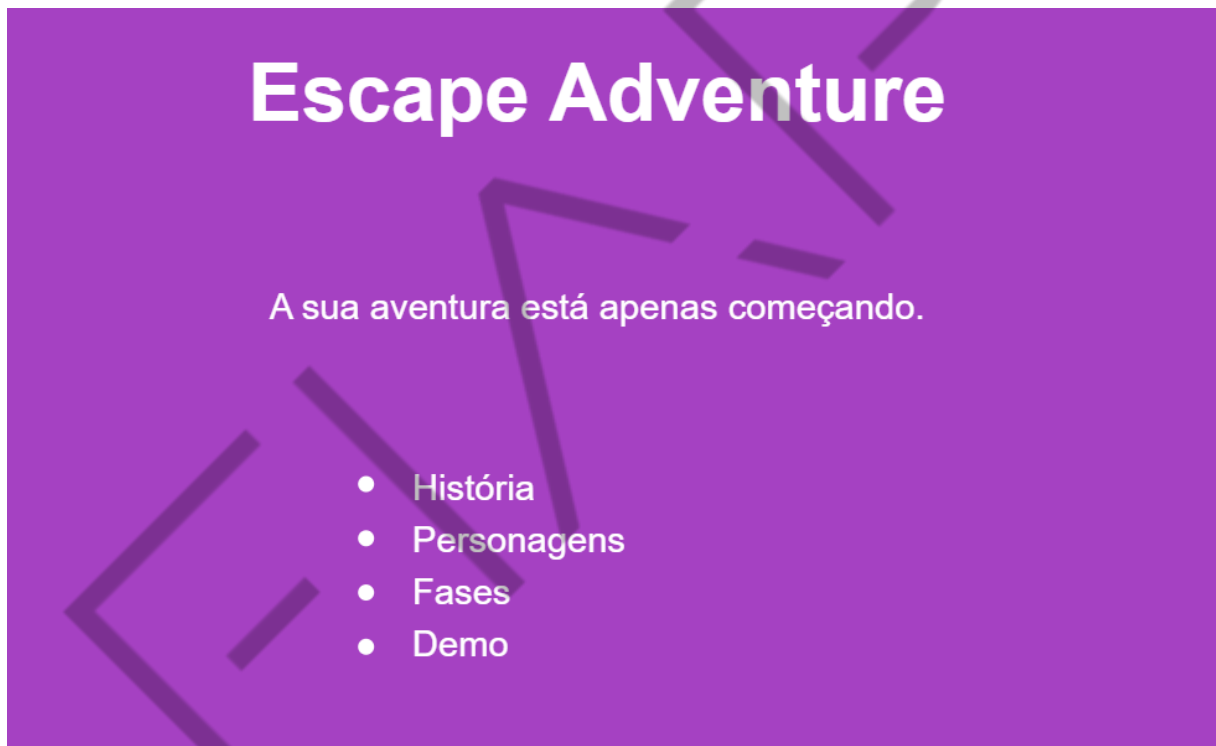 Escape Adventure
A sua aventura está apenas começando.
História
Personagens
Fases
Demo